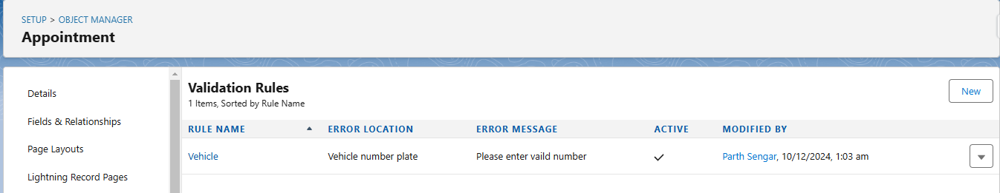 SETUP > OBJECT MANAGER
Appointment
Details
Fields & Relationships
Page Layouts
Lightning Record Pages
Validation Rules
1 Items, Sorted by Rule Name
New
RULE NAME ERROR LOCATION ERROR MESSAGE ACTIVE MODIFIED BY
Vehicle Vehicle number plate Please enter vaild number Parth Sengar, 10/12/2024, 1:03 am